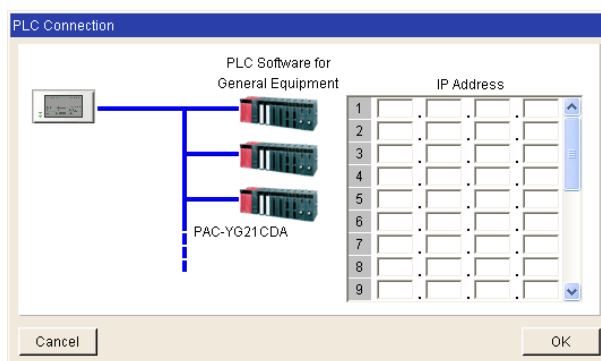 PLC Connection
PLC Software for
General Equipment
IP Address
1
2
3
4
5
6
7
8
9
PAC-YG21CDA
Cancel
OK